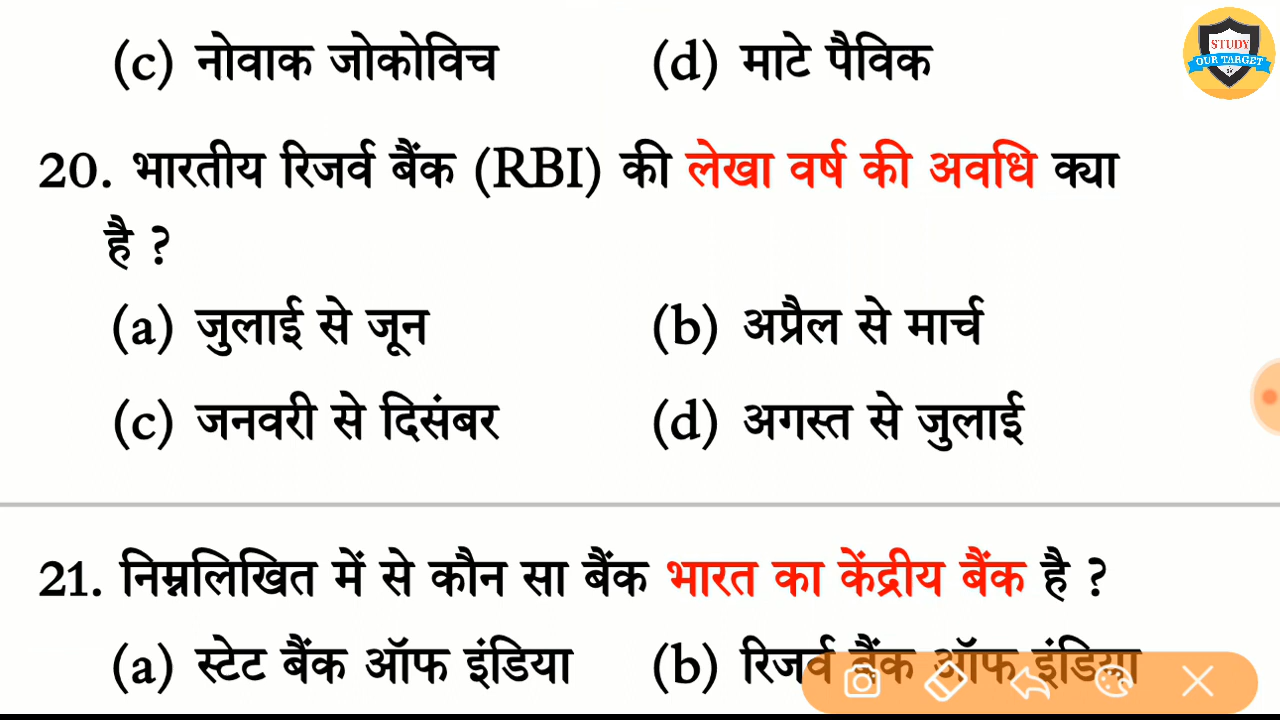 (c) नोवाक जोकोविच (d) माटे पैविक
STUDY
OUR TARGET
20. भारतीय रिजर्व बैंक (RBI) की लेखा वर्ष की अवधि क्या
है ?
(a) जुलाई से जून (b) अप्रैल से मार्च
(c) जनवरी से दिसंबर (d) अगस्त से जुलाई
21. निम्नलिखित में से कौन सा बैंक भारत का केंद्रीय बैंक है ?
(a) स्टेट बैंक ऑफ इंडिया (b) रिजर्व बैंक ऑफ इंडिया